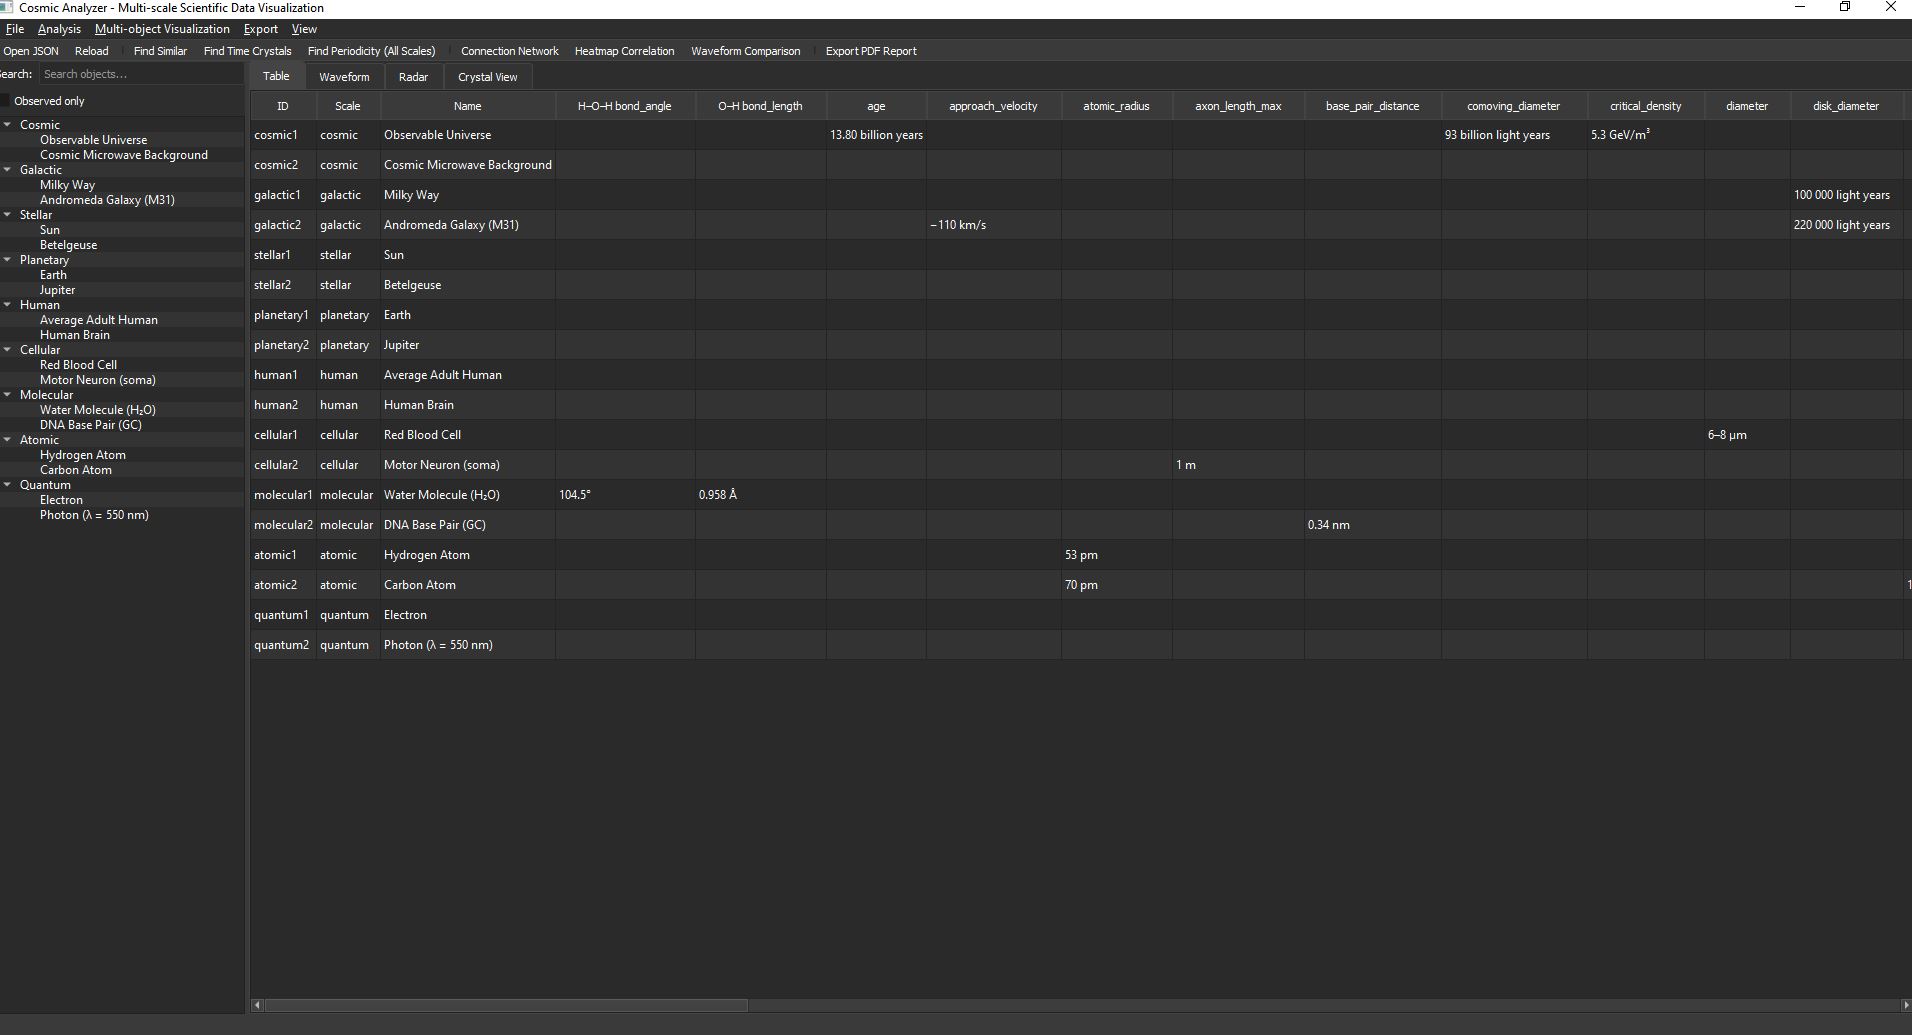 Cosmic Analyzer - Multi-scale Scientific Data Visualization
File Analysis Multi-object Visualization Export View
Open JSON Reload Find Similar Find Time Crystals Find Periodicity (All Scales) Connection Network Heatmap Correlation Waveform Comparison Export PDF Report
earch: Search objects...
Observed only
Cosmic
Observable Universe
Cosmic Microwave Background
Galactic
Milky Way
Andromeda Galaxy (M31)
Stellar
Sun
Betelgeuse
Planetary
Earth
Jupiter
Human
Average Adult Human
Human Brain
Cellular
Red Blood Cell
Motor Neuron (soma)
Molecular
Water Molecule (H₂O)
DNA Base Pair (GC)
Atomic
Hydrogen Atom
Carbon Atom
Quantum
Electron
Photon (λ = 550 nm)
Table Waveform Radar Crystal View
ID Scale Name H–O–H bond_angle O–H bond_length age approach_velocity atomic_radius axon_length_max base_pair_distance comoving_diameter critical_density diameter disk_diameter
cosmic1 cosmic Observable Universe 13.80 billion years 93 billion light years 5.3 GeV/m³
cosmic2 cosmic Cosmic Microwave Background
galactic1 galactic Milky Way 100 000 light years
galactic2 galactic Andromeda Galaxy (M31) −110 km/s 220 000 light years
stellar1 stellar Sun
stellar2 stellar Betelgeuse
planetary1 planetary Earth
planetary2 planetary Jupiter
human1 human Average Adult Human
human2 human Human Brain
cellular1 cellular Red Blood Cell 6–8 µm
cellular2 cellular Motor Neuron (soma) 1 m
molecular1 molecular Water Molecule (H₂O) 104.5° 0.958 Å
molecular2 molecular DNA Base Pair (GC) 0.34 nm
atomic1 atomic Hydrogen Atom 53 pm
atomic2 atomic Carbon Atom 70 pm 1
quantum1 quantum Electron
quantum2 quantum Photon (λ = 550 nm)